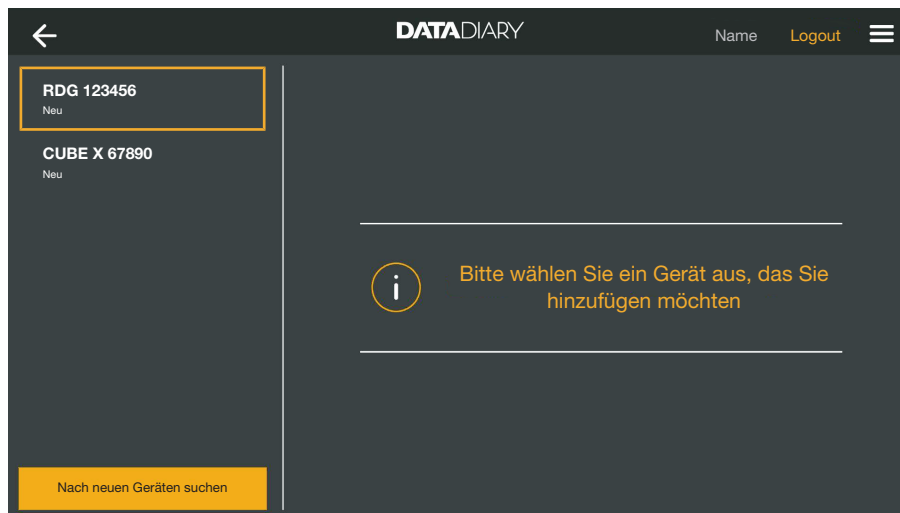 DATADIARY
Name
Logout
RDG 123456
Neu
CUBE X 67890
Neu
i
Bitte wählen Sie ein Gerät aus, das Sie
hinzufügen möchten
Nach neuen Geräten suchen